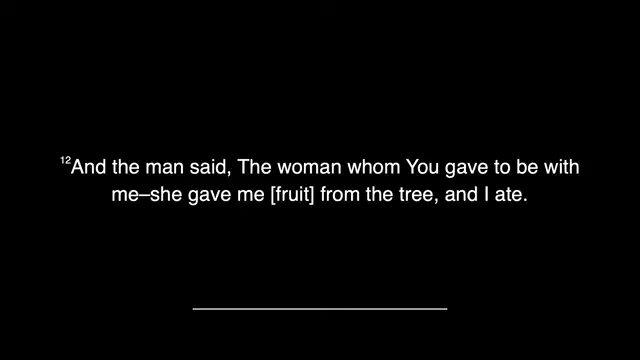 12And the man said, The woman whom You gave to be with
me–she gave me [fruit] from the tree, and I ate.